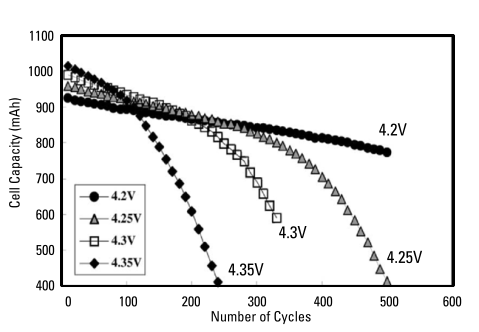 1100
1000
900
800
700
600
500
400
Cell Capacity (mAh)
4.2V
4.25V
4.3V
4.35V
4.2V
4.3V
4.25V
4.35V
0 100 200 300 400 500 600
Number of Cycles